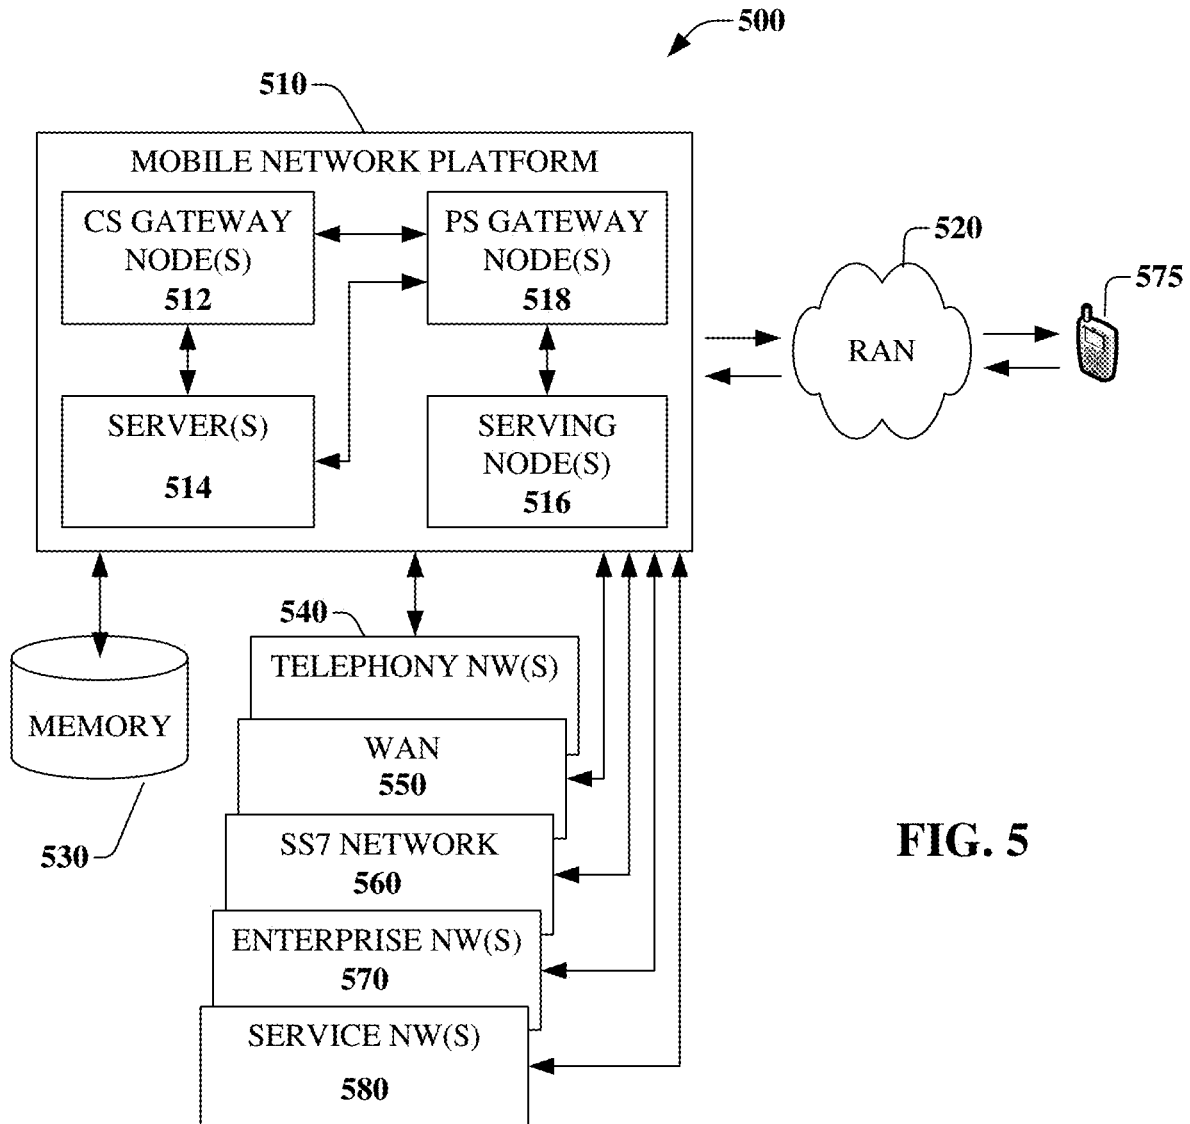 500
510
MOBILE NETWORK PLATFORM
CS GATEWAY
NODE(S)
512
PS GATEWAY
NODE(S)
518
SERVER(S)
514
SERVING
NODE(S)
516
520
RAN
575
540
TELEPHONY NW(S)
MEMORY
530
WAN
550
SS7 NETWORK
560
ENTERPRISE NW(S)
570
SERVICE NW(S)
580
FIG. 5